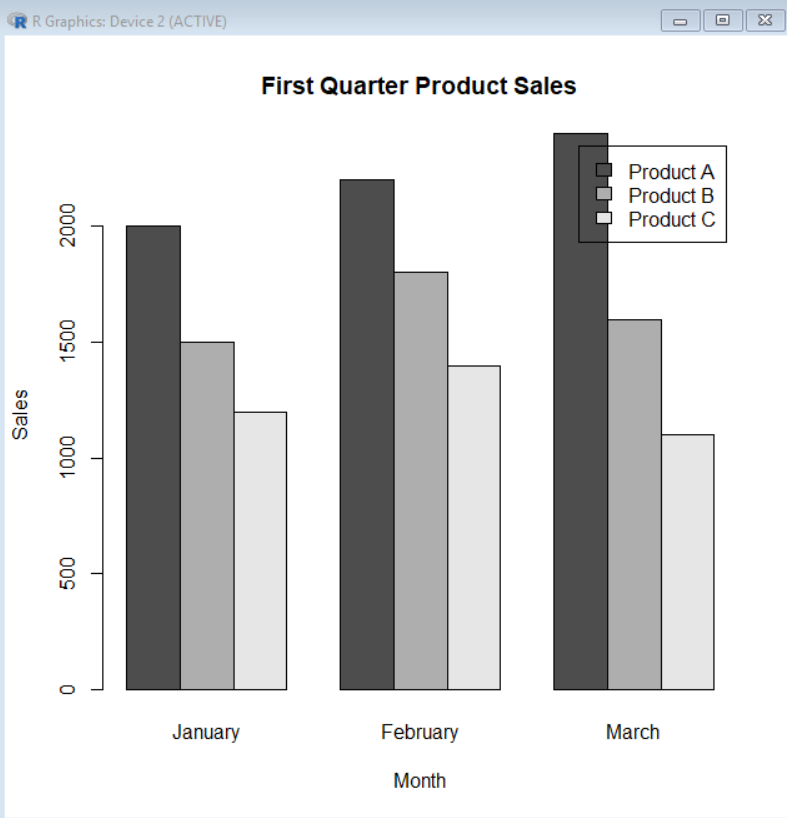 R Graphics: Device 2 (ACTIVE)
First Quarter Product Sales
Product A
Product B
Product C
2000
1500
1000
500
0
Sales
January February March
Month